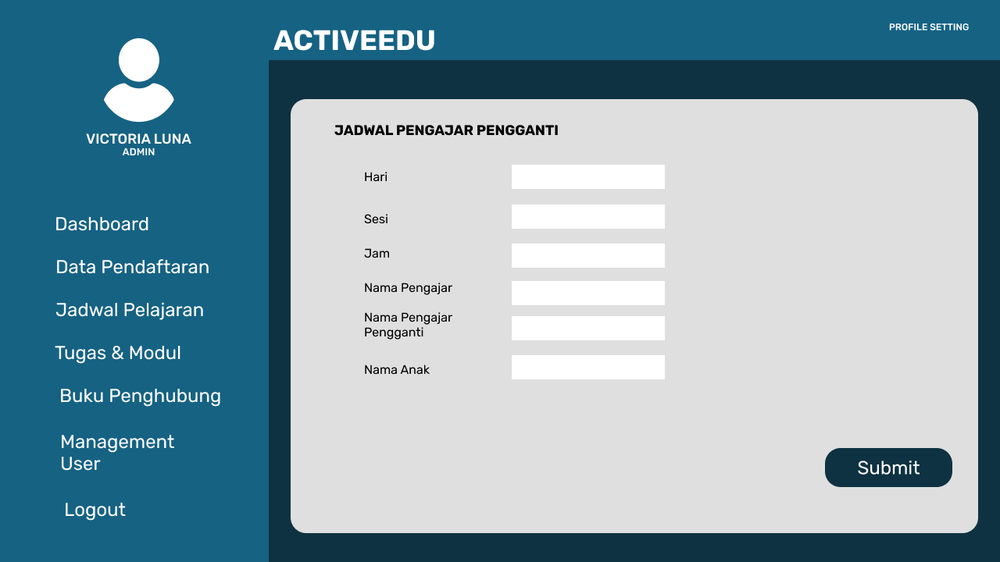 ACTIVEEDU
PROFILE SETTING
VICTORIA LUNA
ADMIN
Dashboard
Data Pendaftaran
Jadwal Pelajaran
Tugas & Modul
Buku Penghubung
Management
User
Logout
JADWAL PENGAJAR PENGGANTI
Hari
Sesi
Jam
Nama Pengajar
Nama Pengajar
Pengganti
Nama Anak
Submit